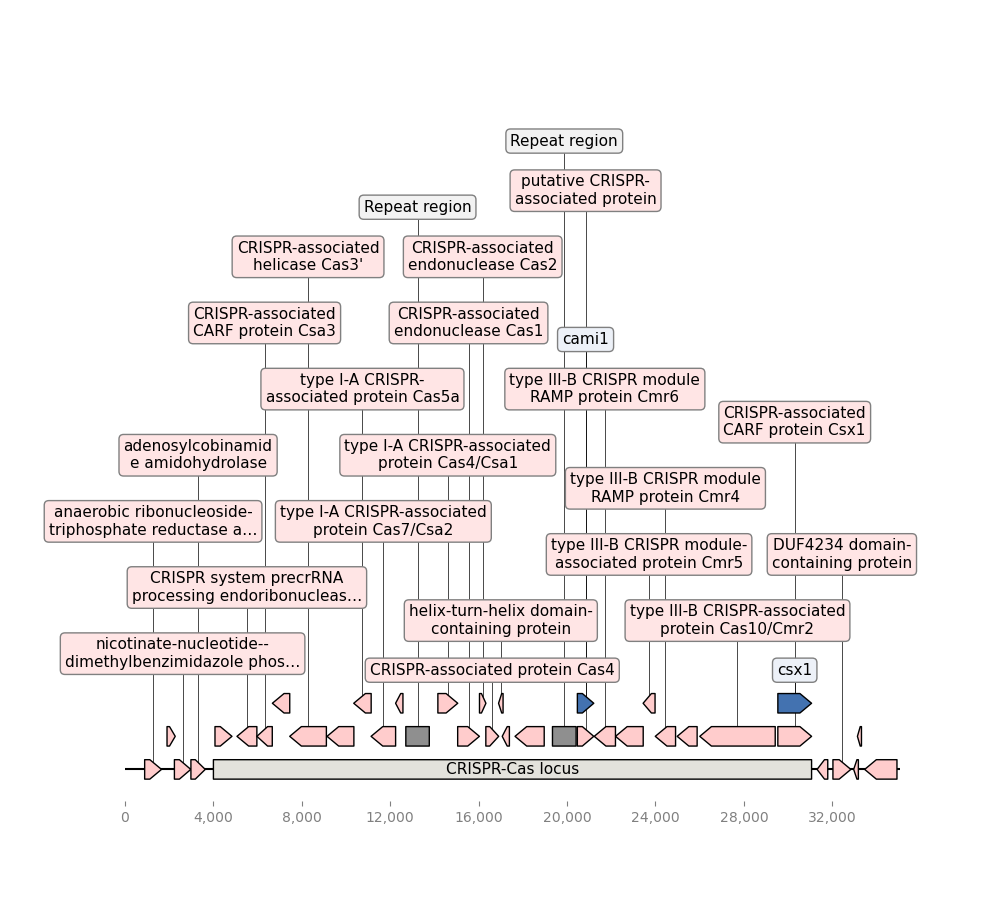 Repeat region
putative CRISPR-
associated protein
Repeat region
CRISPR-associated
helicase Cas3'
CRISPR-associated
endonuclease Cas2
CRISPR-associated
CARF protein Csa3
CRISPR-associated
endonuclease Cas1
cami1
type I-A CRISPR-
associated protein Cas5a
type III-B CRISPR module
RAMP protein Cmr6
CRISPR-associated
CARF protein Csx1
adenosylcobinamid
e amidohydrolase
type I-A CRISPR-associated
protein Cas4/Csa1
type III-B CRISPR module
RAMP protein Cmr4
anaerobic ribonucleoside-
triphosphate reductase a…
type I-A CRISPR-associated
protein Cas7/Csa2
type III-B CRISPR module-
associated protein Cmr5
DUF4234 domain-
containing protein
CRISPR system precrRNA
processing endoribonucleas…
helix-turn-helix domain-
containing protein
type III-B CRISPR-associated
protein Cas10/Cmr2
nicotinate-nucleotide--
dimethylbenzimidazole phos…
CRISPR-associated protein Cas4
csx1
CRISPR-Cas locus
0 4,000 8,000 12,000 16,000 20,000 24,000 28,000 32,000